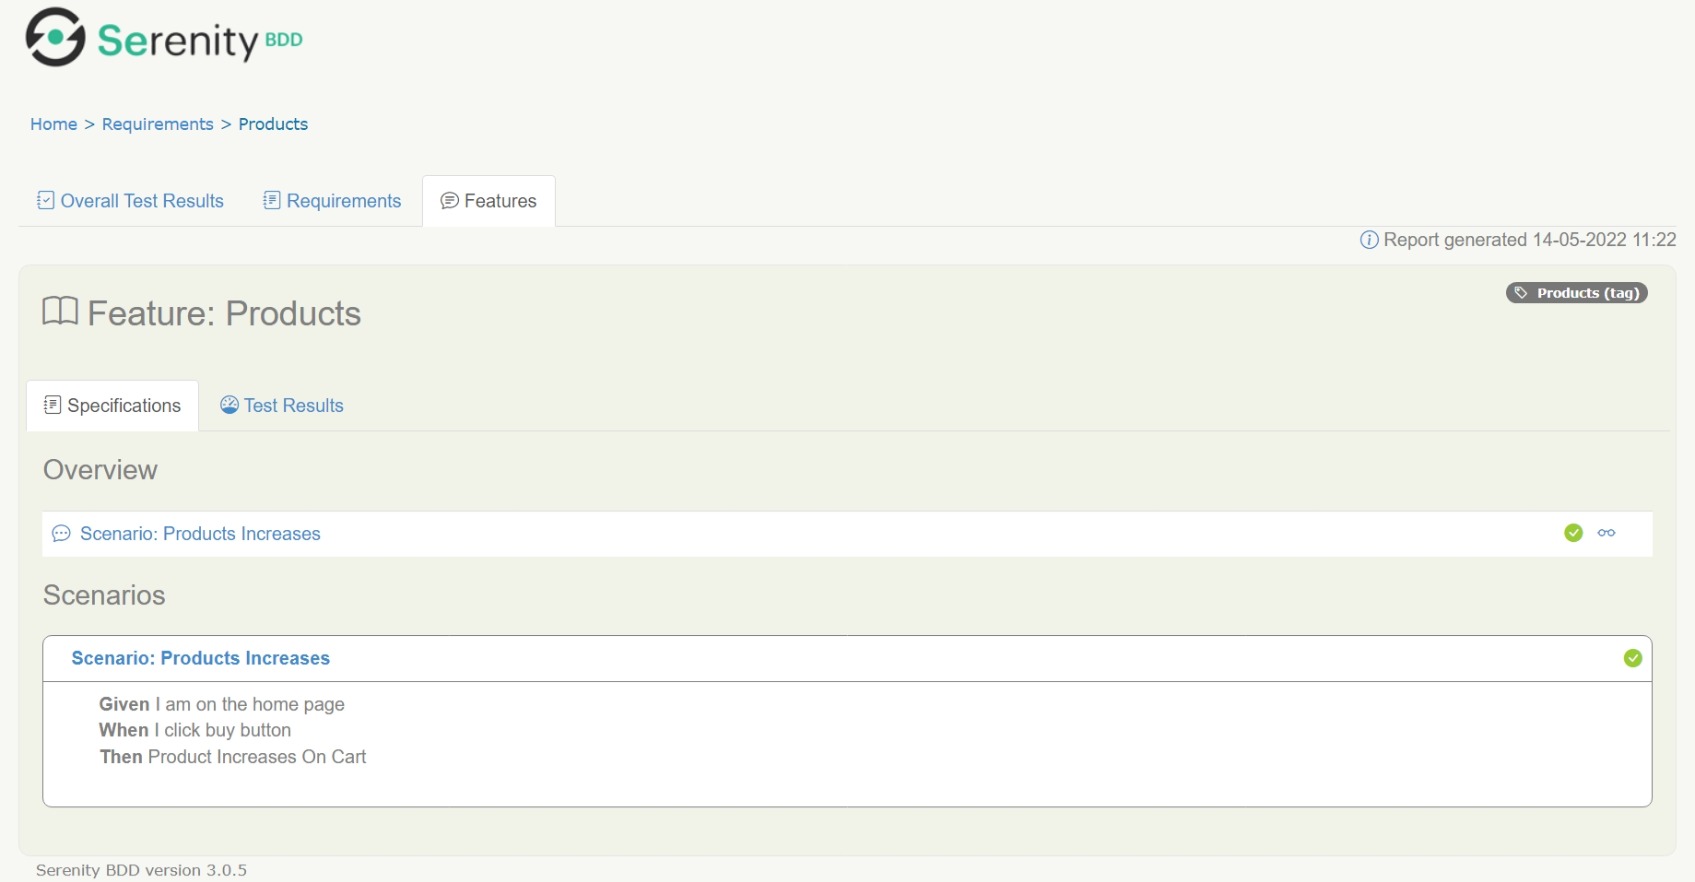 Serenity BDD
Home > Requirements > Products
Overall Test Results Requirements Features
Report generated 14-05-2022 11:22
Feature: Products
Products (tag)
Specifications Test Results
Overview
Scenario: Products Increases
Scenarios
Scenario: Products Increases
Given I am on the home page
When I click buy button
Then Product Increases On Cart
Serenity BDD version 3.0.5